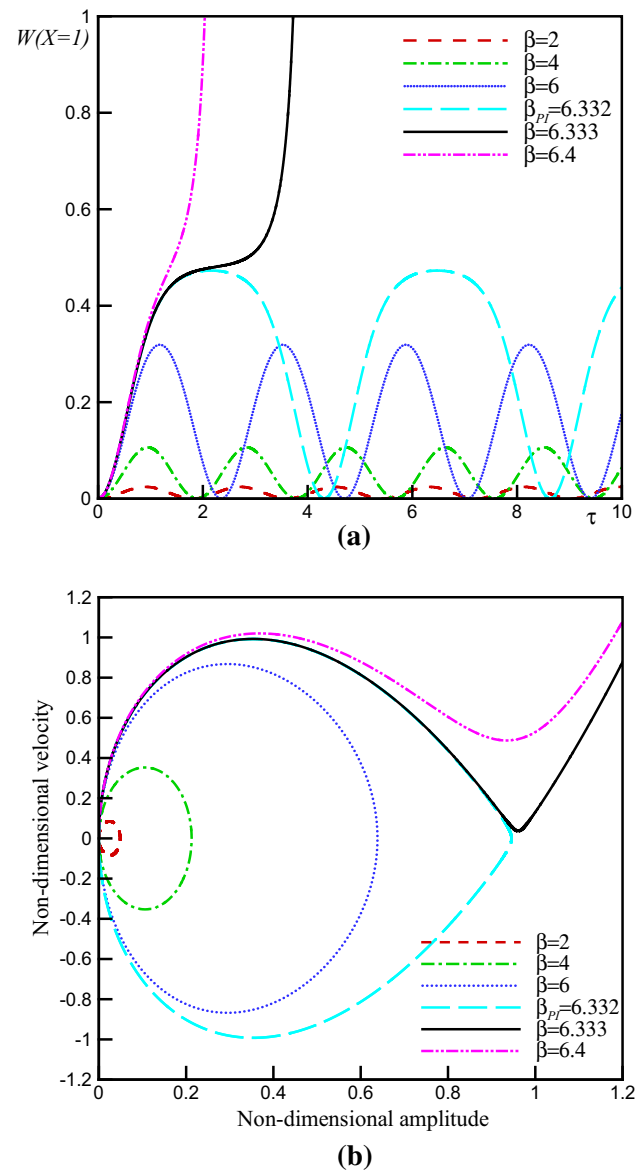 W(X=1)
1
0.8
0.6
0.4
0.2
0
0 2 4 6 8 10
τ
β=2
β=4
β=6
β_PI=6.332
β=6.333
β=6.4
(a)
Non-dimensional velocity
1.2
1
0.8
0.6
0.4
0.2
0
-0.2
-0.4
-0.6
-0.8
-1
-1.2
β=2
β=4
β=6
β_PI=6.332
β=6.333
β=6.4
0 0.2 0.4 0.6 0.8 1 1.2
Non-dimensional amplitude
(b)